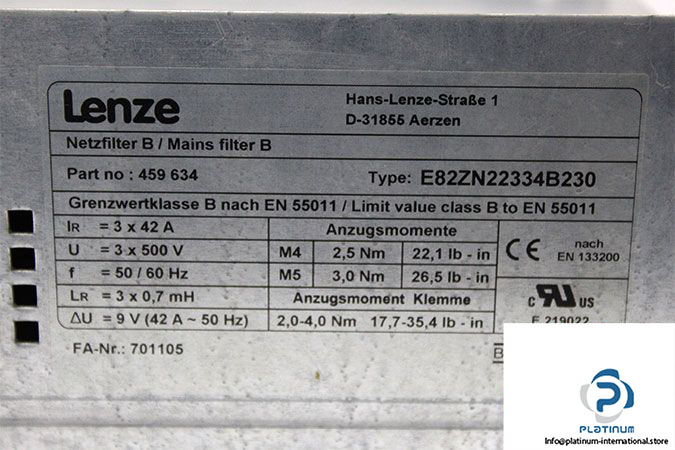 Lenze
Hans-Lenze-Straße 1
D-31855 Aerzen
Netzfilter B / Mains filter B
Part no : 459 634 Type: E82ZN22334B230
Grenzwertklasse B nach EN 55011 / Limit value class B to EN 55011
IR = 3 x 42 A
U = 3 x 500 V
f = 50 / 60 Hz
LR = 3 x 0,7 mH
ΔU = 9 V (42 A ~ 50 Hz)
Anzugsmomente
M4 2,5 Nm 22,1 lb - in
M5 3,0 Nm 26,5 lb - in
Anzugsmoment Klemme
2,0-4,0 Nm 17,7-35,4 lb - in
CE nach
EN 133200
c RU US
E 219022
FA-Nr.: 701105
PLATINUM
Info@platinum-international.store